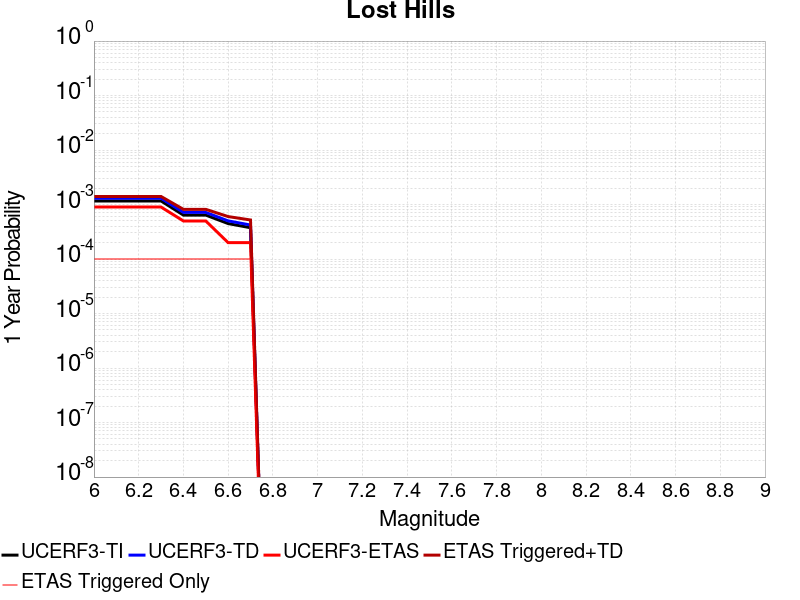 Lost Hills
10^0
10^-1
10^-2
10^-3
10^-4
10^-5
10^-6
10^-7
10^-8
1 Year Probability
6 6.2 6.4 6.6 6.8 7 7.2 7.4 7.6 7.8 8 8.2 8.4 8.6 8.8 9
Magnitude
UCERF3-TI UCERF3-TD UCERF3-ETAS ETAS Triggered+TD
ETAS Triggered Only